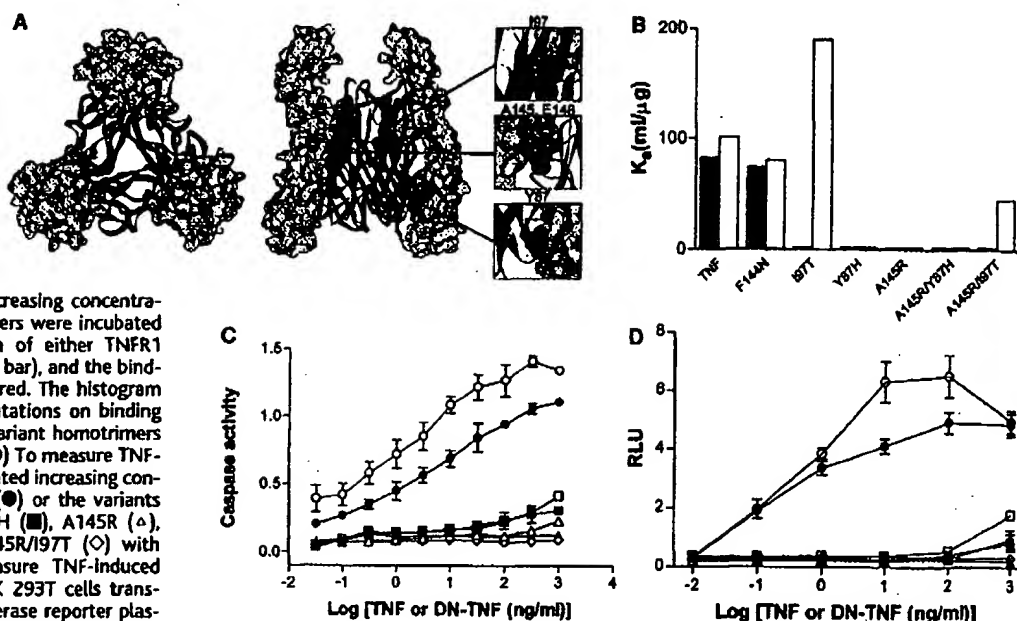 A
I97
A145, E146
Y87
B
200
100
0
Ka(ml/μg)
TNF
F144N
I97T
Y87H
A145R
A145R/Y87H
A145R/I97T
creasing concentra-
ers were incubated
of either TNFR1
bar), and the bind-
red. The histogram
tations on binding
ariant homotrimers
) To measure TNF-
ted increasing con-
(●) or the variants
H (■), A145R (△),
45R/I97T (◇) with
asure TNF-induced
K 293T cells trans-
erase reporter plas-
C
Caspase activity
1.5
1.0
0.5
0.0
-2 -1 0 1 2 3 4
Log [TNF or DN-TNF (ng/ml)]
D
RLU
8
6
4
2
0
-2 -1 0 1 2 3
Log [TNF or DN-TNF (ng/ml)]